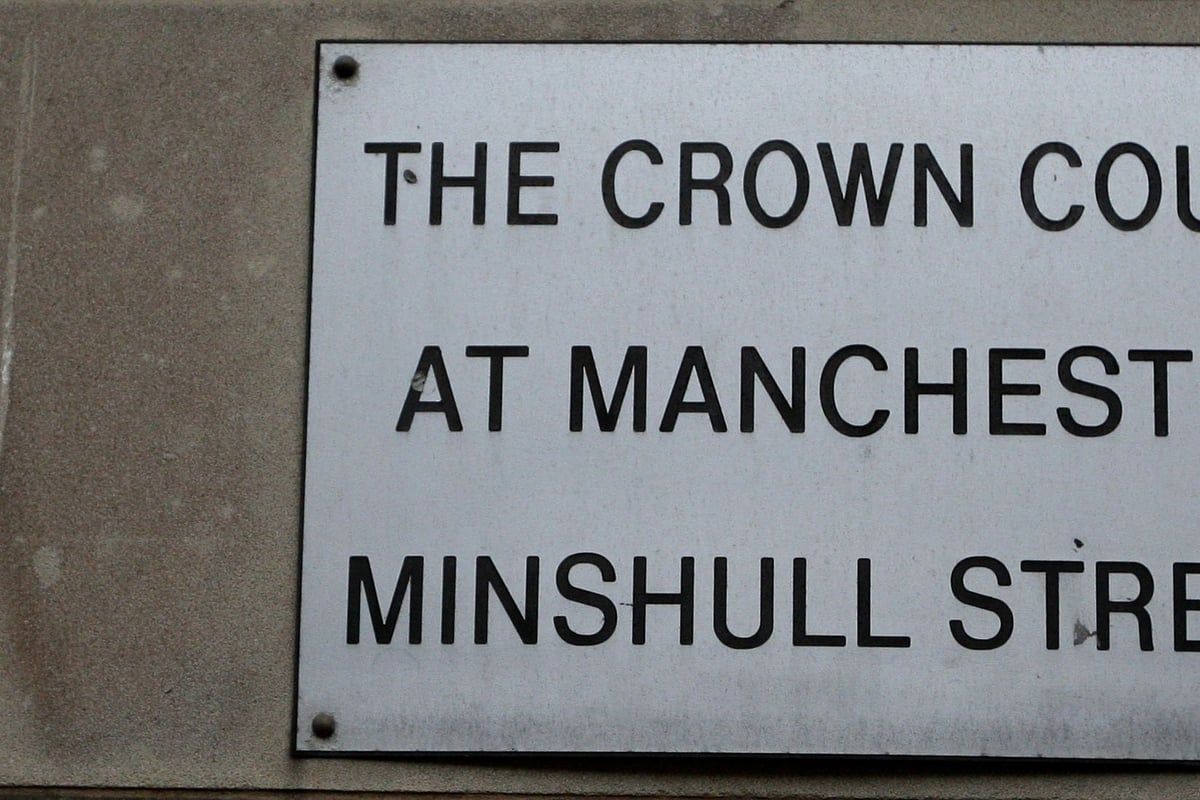 THE CROWN COU
AT MANCHEST
MINSHULL STRE